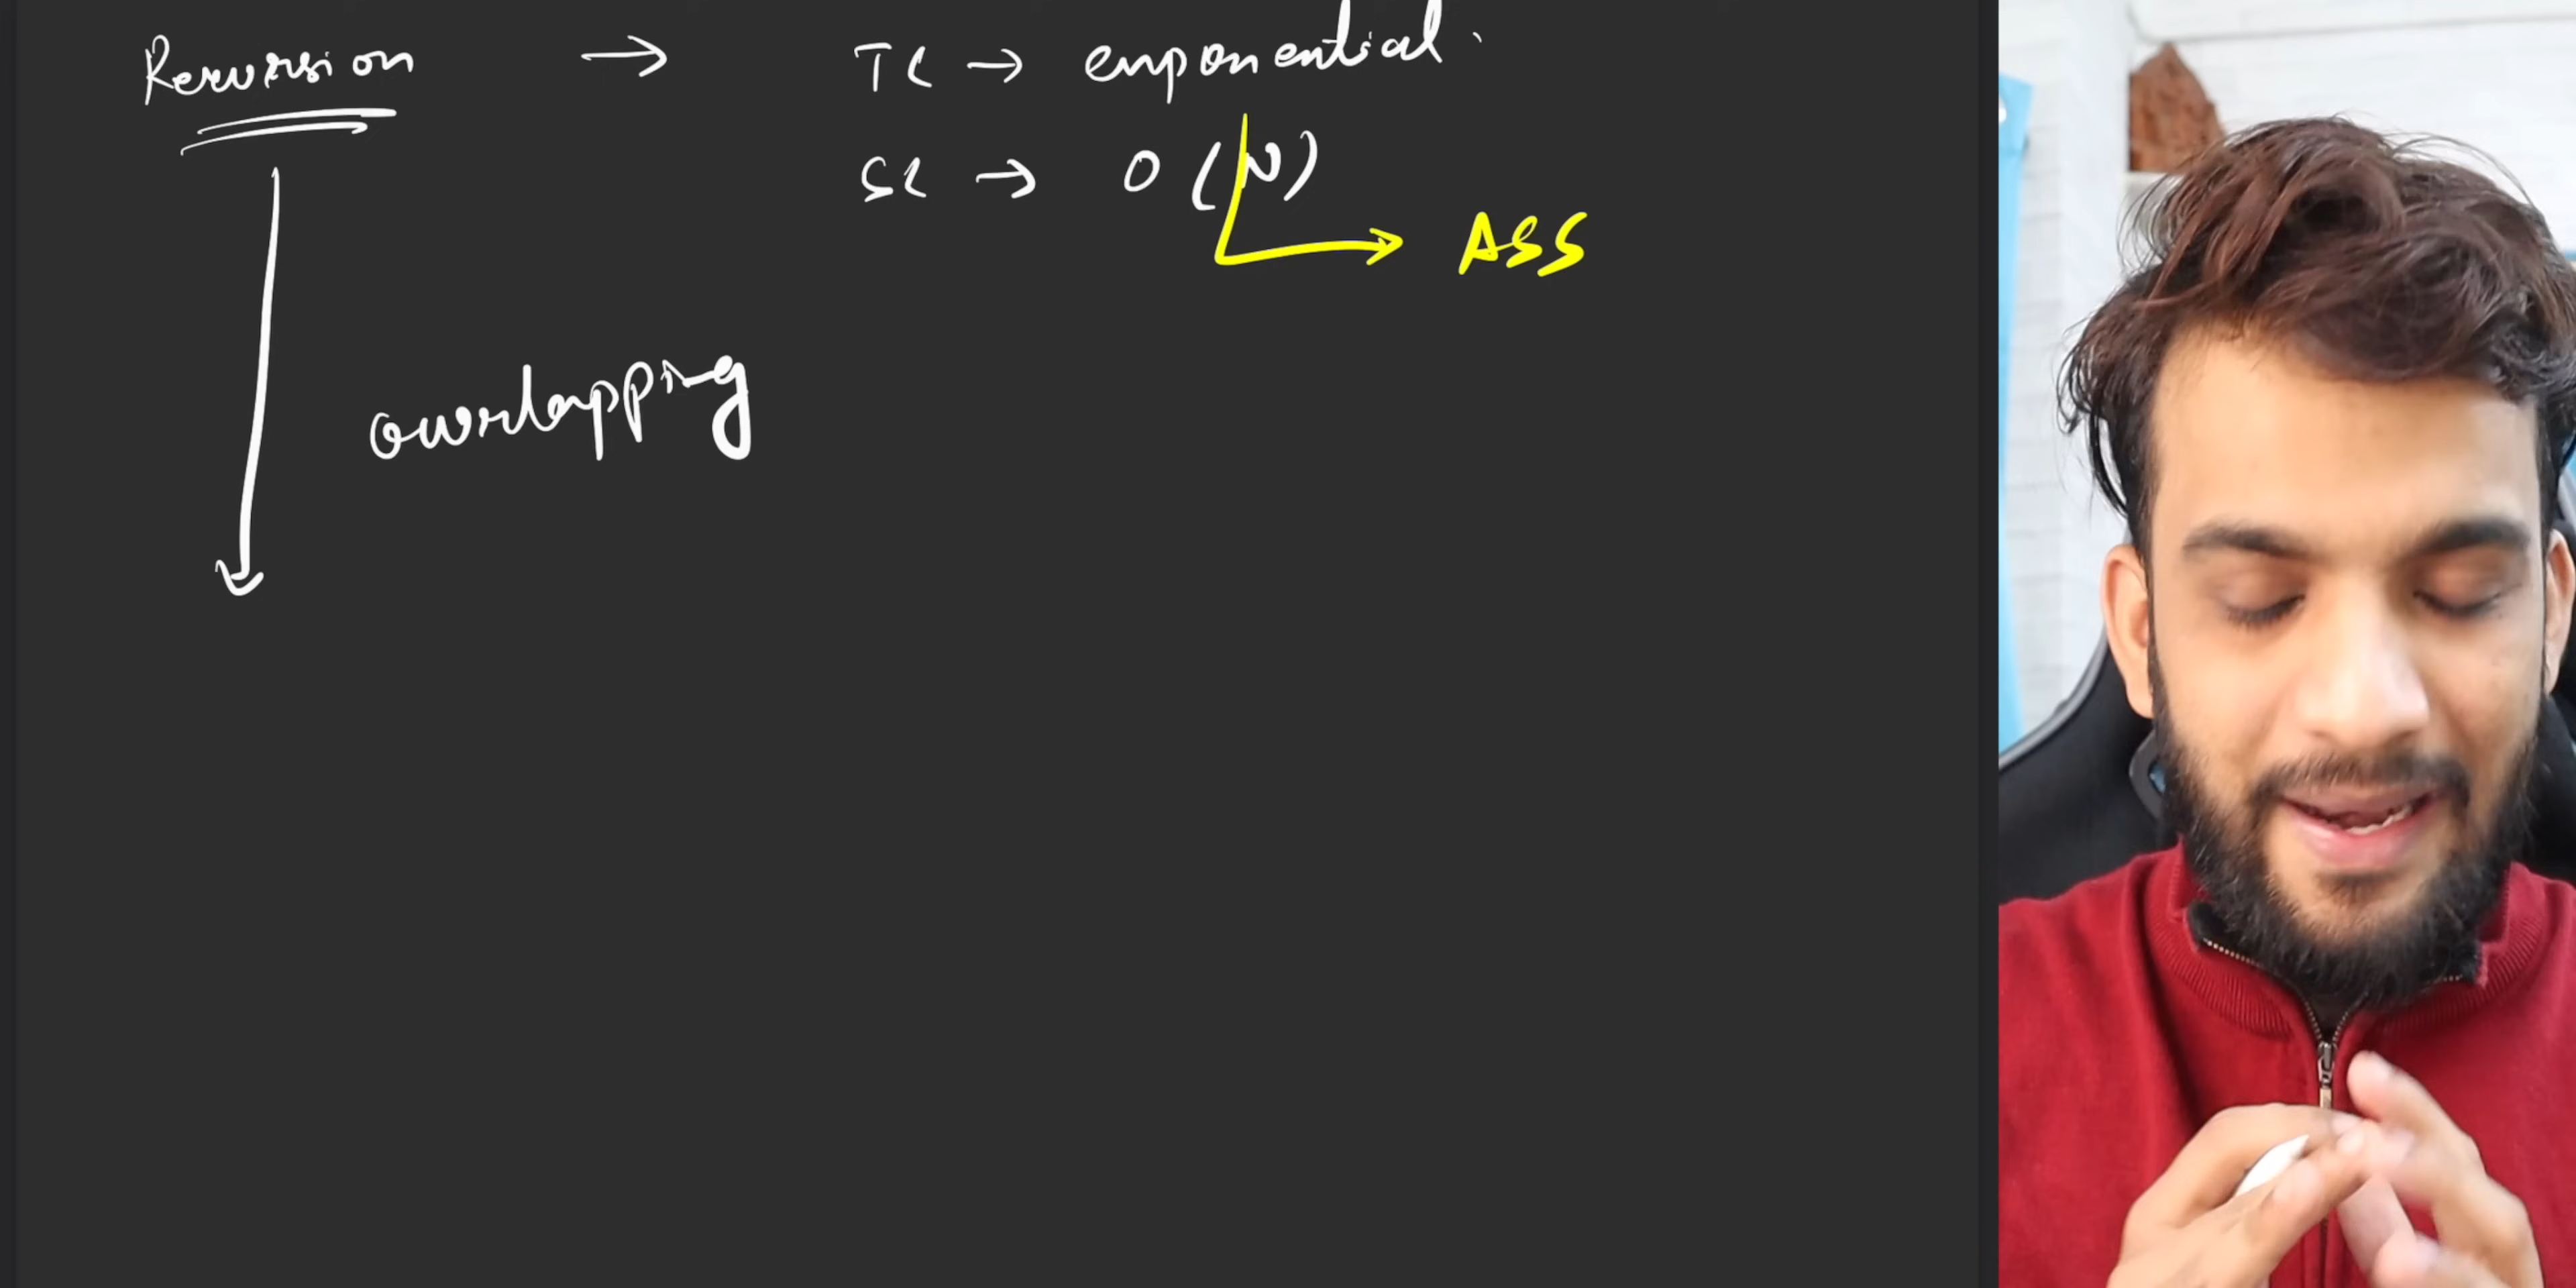 Recursion → TC → exponential.
SC → O(N)
→ ASS
overlapping